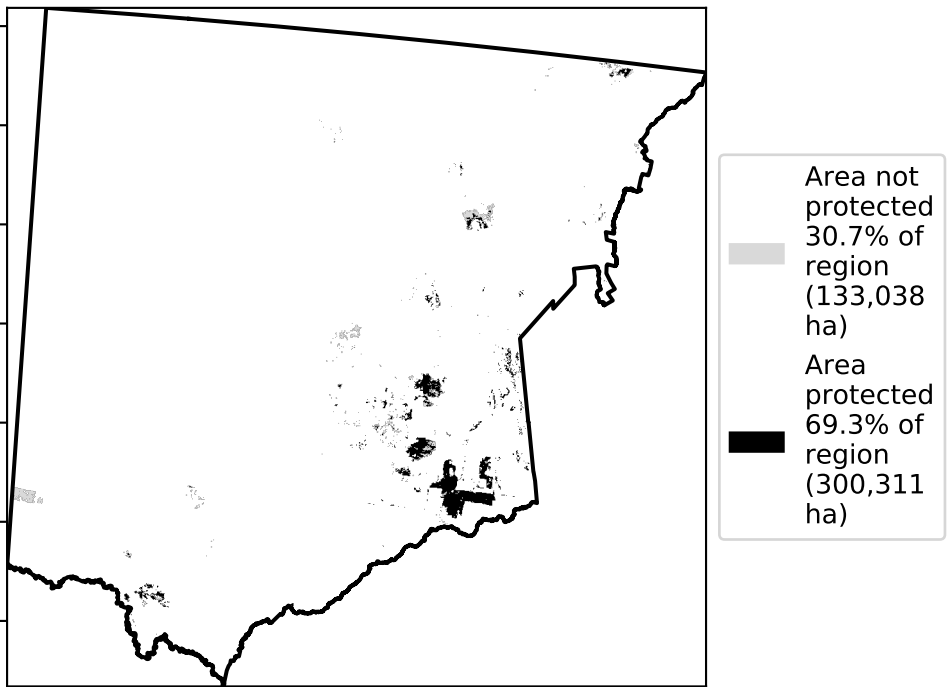 Area not
protected
30.7% of
region
(133,038
ha)
Area
protected
69.3% of
region
(300,311
ha)